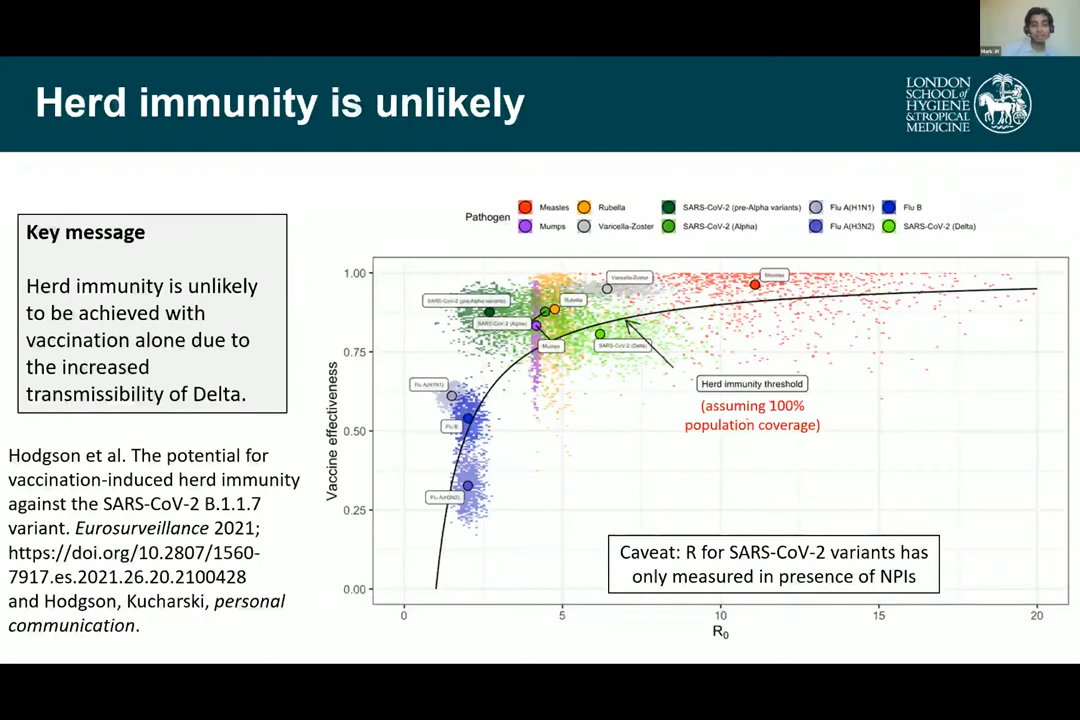 Mark JH
Herd immunity is unlikely
LONDON
SCHOOL of
HYGIENE
& TROPICAL
MEDICINE
Key message
Herd immunity is unlikely
to be achieved with
vaccination alone due to
the increased
transmissibility of Delta.
Hodgson et al. The potential for
vaccination-induced herd immunity
against the SARS-CoV-2 B.1.1.7
variant. Eurosurveillance 2021;
https://doi.org/10.2807/1560-
7917.es.2021.26.20.2100428
and Hodgson, Kucharski, personal
communication.
Pathogen
Measles
Rubella
SARS-CoV-2 (pre-Alpha variants)
Flu A(H1N1)
Flu B
Mumps
Varicella-Zoster
SARS-CoV-2 (Alpha)
Flu A(H3N2)
SARS-CoV-2 (Delta)
Vaccine effectiveness
1.00
0.75
0.50
0.25
0.00
Varicella-Zoster
Measles
SARS-CoV-2 (pre-Alpha variants)
Rubella
SARS-CoV-2 (Alpha)
Mumps
SARS-CoV-2 (Delta)
Flu A(H1N1)
Flu B
Flu A(H3N2)
Herd immunity threshold
(assuming 100%
population coverage)
Caveat: R for SARS-CoV-2 variants has
only measured in presence of NPIs
0
5
10
15
20
R₀